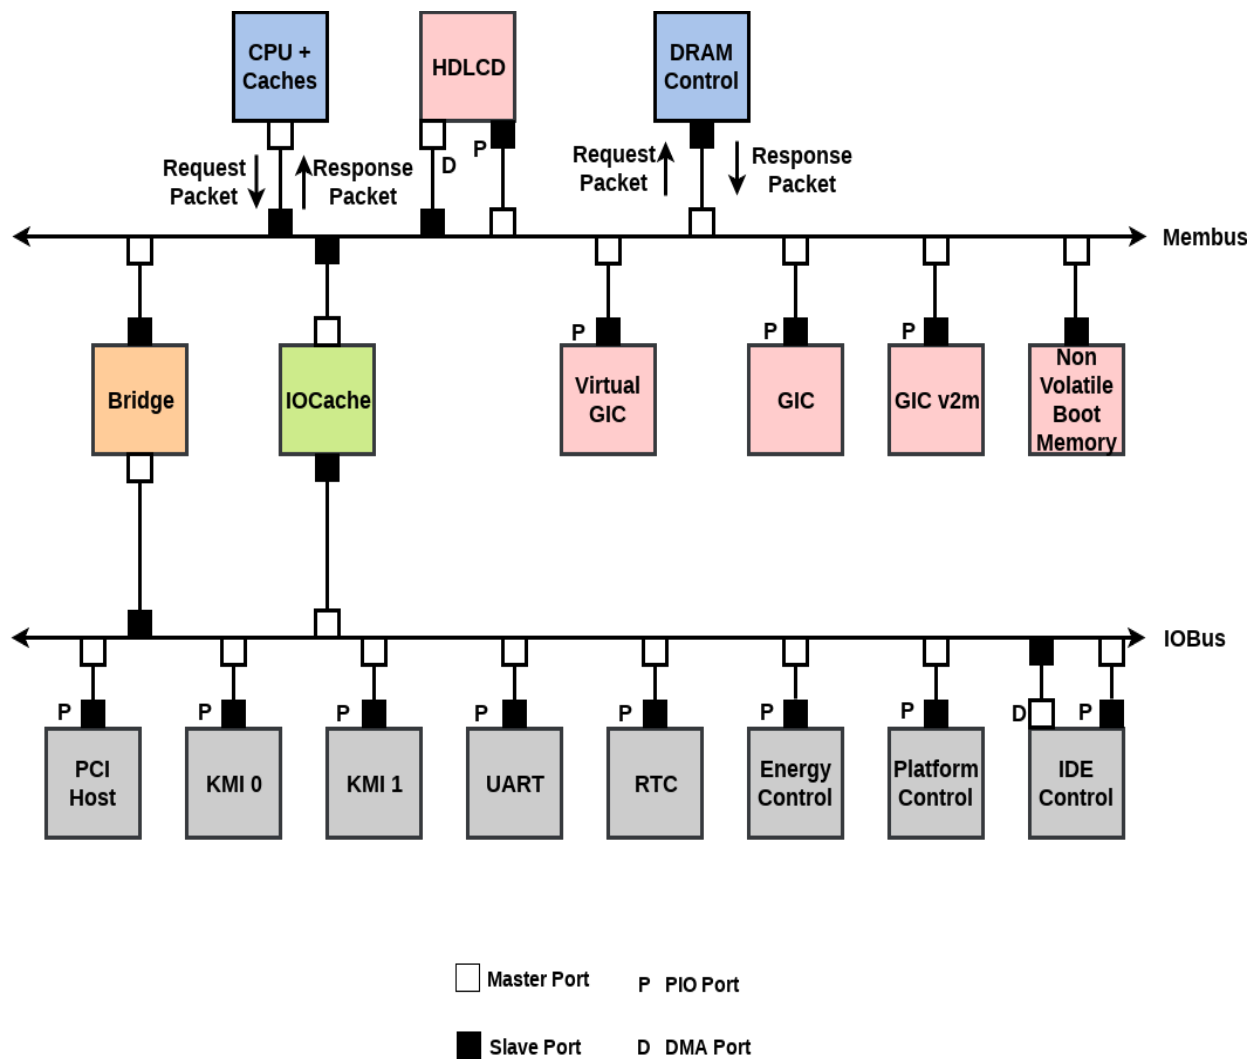 CPU +
Caches
HDLCD
DRAM
Control
D
P
Request
Packet
Response
Packet
Request
Packet
Response
Packet
Membus
P
P
P
Bridge
IOCache
Virtual
GIC
GIC
GIC v2m
Non
Volatile
Boot
Memory
IOBus
P
P
P
P
P
P
P
D
P
PCI
Host
KMI 0
KMI 1
UART
RTC
Energy
Control
Platform
Control
IDE
Control
Master Port
P PIO Port
Slave Port
D DMA Port